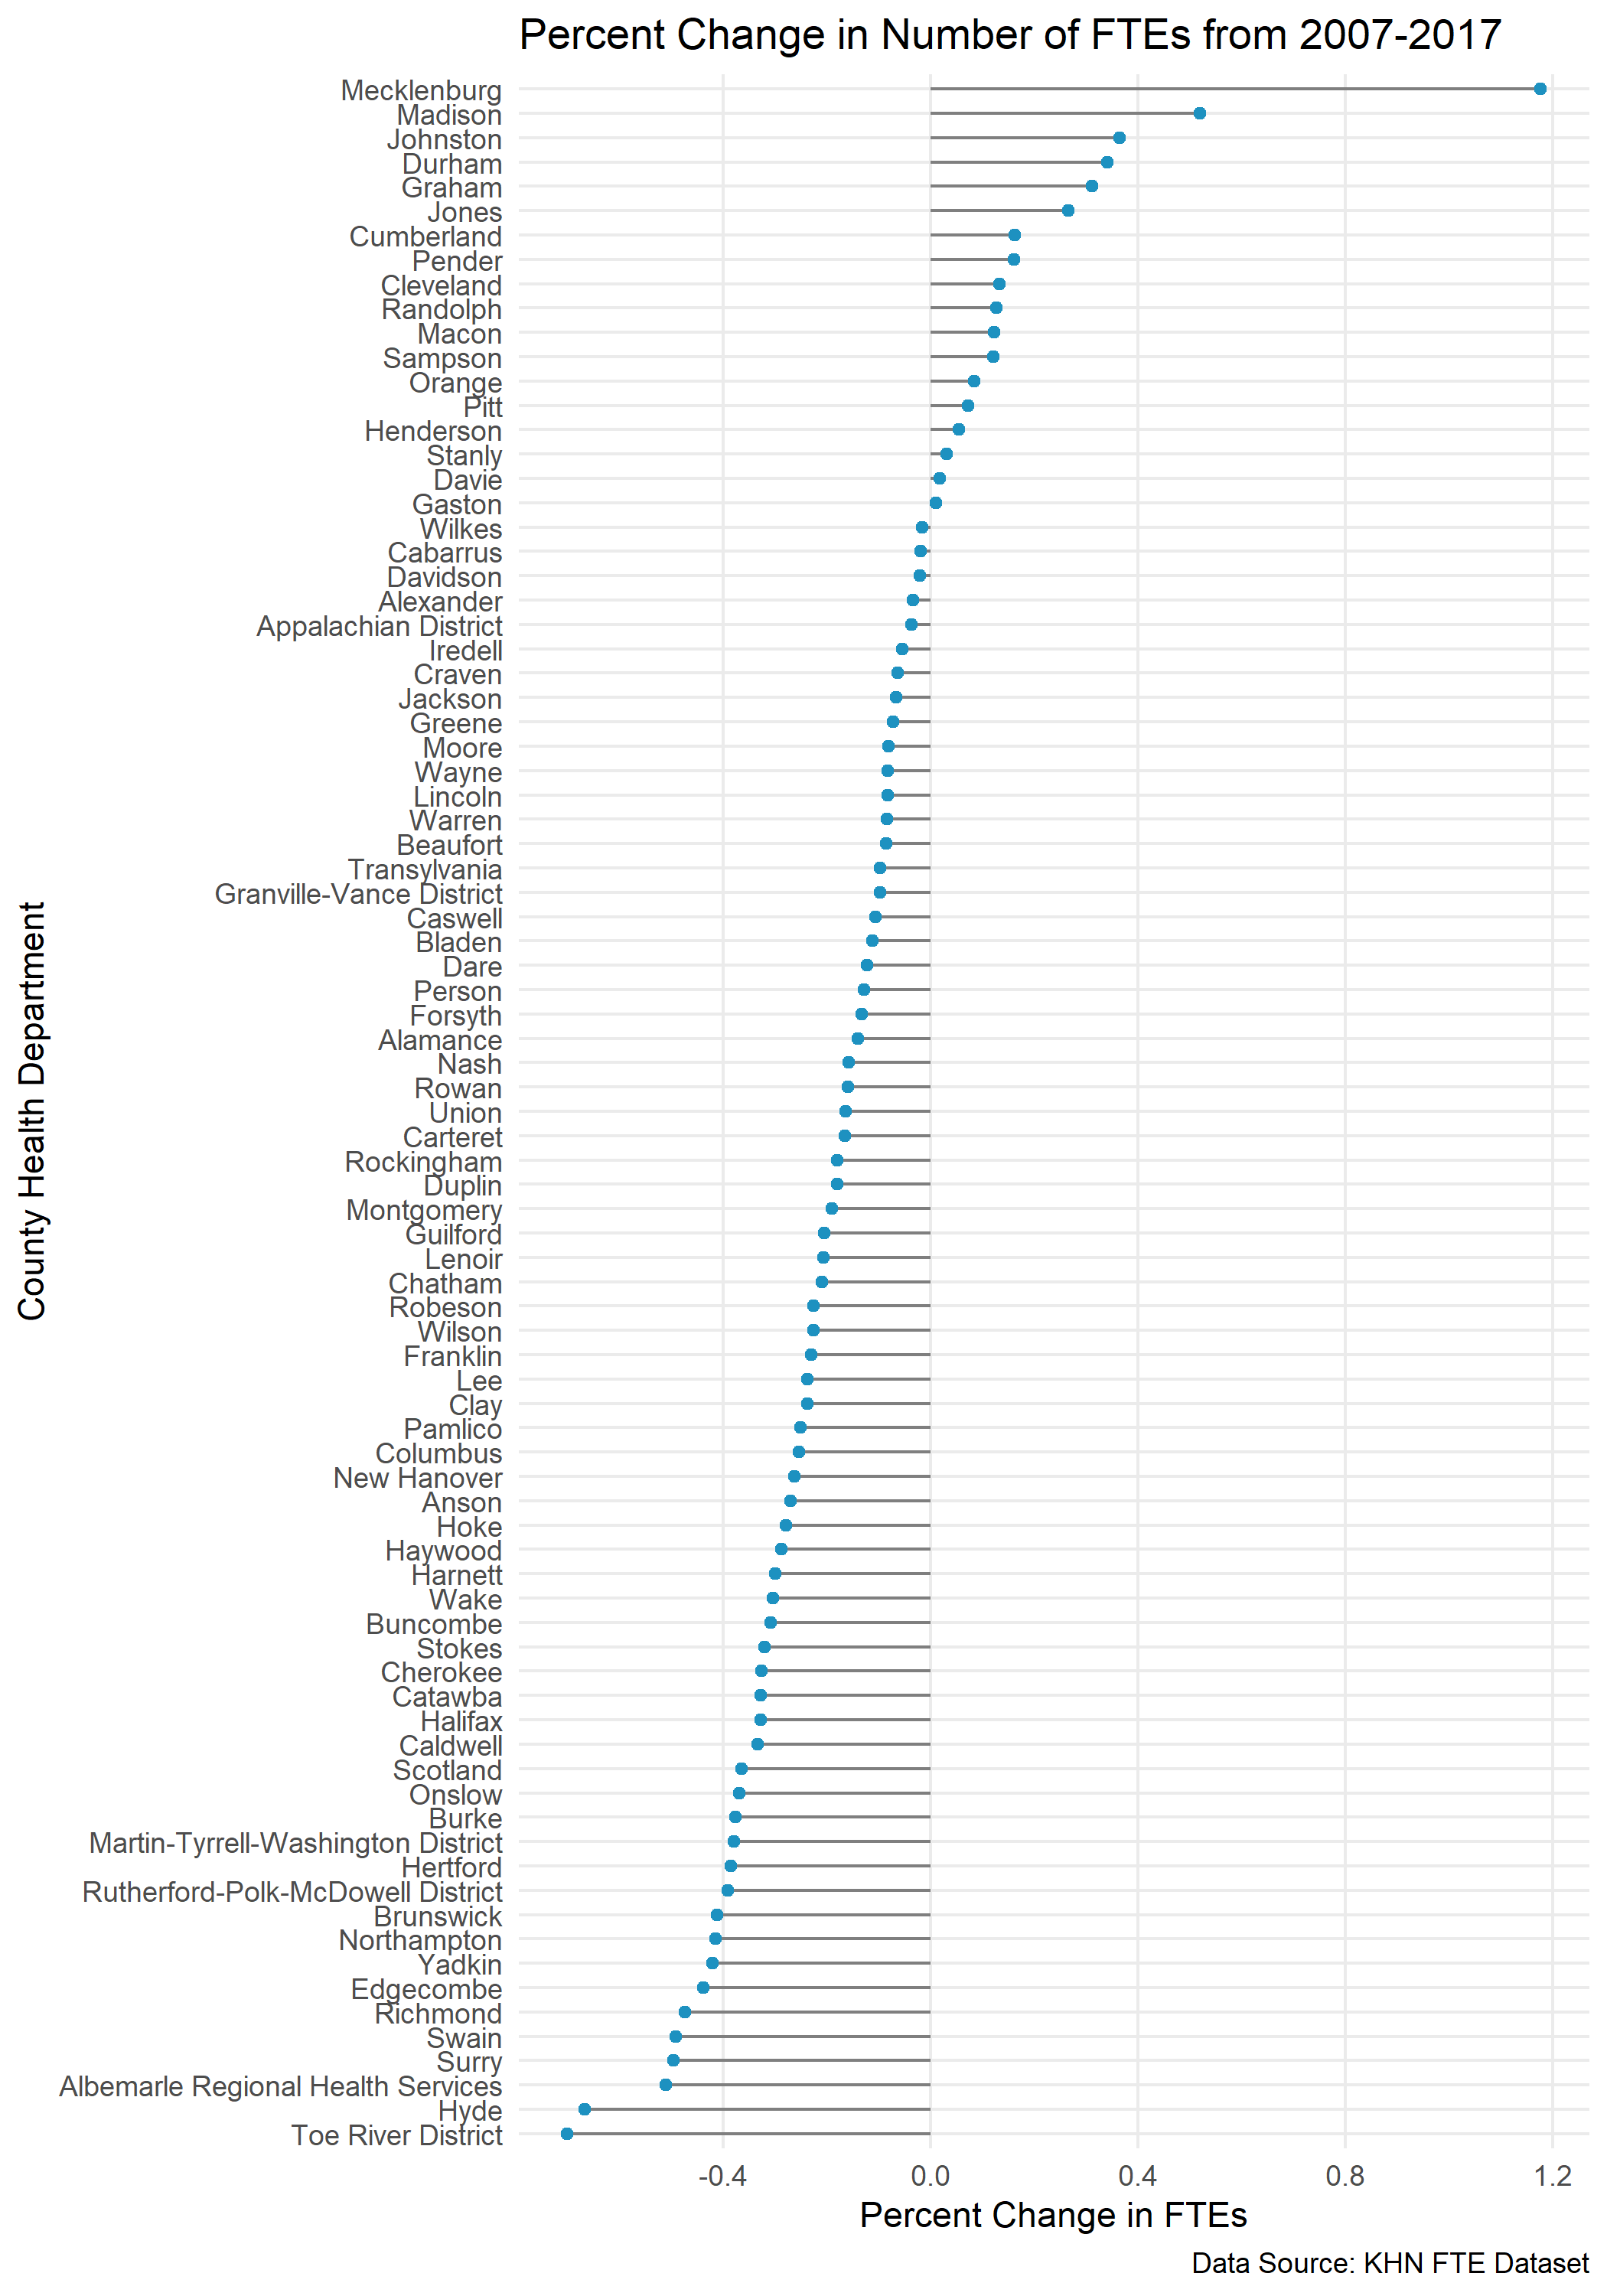 Percent Change in Number of FTEs from 2007-2017
Mecklenburg
Madison
Johnston
Durham
Graham
Jones
Cumberland
Pender
Cleveland
Randolph
Macon
Sampson
Orange
Pitt
Henderson
Stanly
Davie
Gaston
Wilkes
Cabarrus
Davidson
Alexander
Appalachian District
Iredell
Craven
Jackson
Greene
Moore
Wayne
Lincoln
Warren
Beaufort
Transylvania
Granville-Vance District
Caswell
Bladen
Dare
Person
Forsyth
Alamance
Nash
Rowan
Union
Carteret
Rockingham
Duplin
Montgomery
Guilford
Lenoir
Chatham
Robeson
Wilson
Franklin
Lee
Clay
Pamlico
Columbus
New Hanover
Anson
Hoke
Haywood
Harnett
Wake
Buncombe
Stokes
Cherokee
Catawba
Halifax
Caldwell
Scotland
Onslow
Burke
Martin-Tyrrell-Washington District
Hertford
Rutherford-Polk-McDowell District
Brunswick
Northampton
Yadkin
Edgecombe
Richmond
Swain
Surry
Albemarle Regional Health Services
Hyde
Toe River District
County Health Department
-0.4 0.0 0.4 0.8 1.2
Percent Change in FTEs
Data Source: KHN FTE Dataset